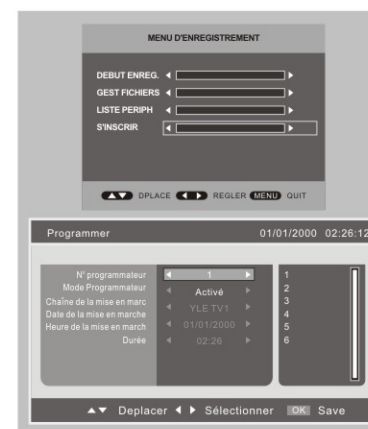 MENU D'ENREGISTREMENT
DEBUT ENREG.
GEST FICHIERS
LISTE PERIPH
S'INSCRIR
DPLACE REGLER MENU QUIT
Programmer 01/01/2000 02:26:12
N° programmateur 1
Mode Programmateur Activé
Chaîne de la mise en marc YLE TV1
Date de la mise en marche 01/01/2000
Heure de la mise en march
Durée 02:26
1
2
3
4
5
6
Deplacer Sélectionner OK Save